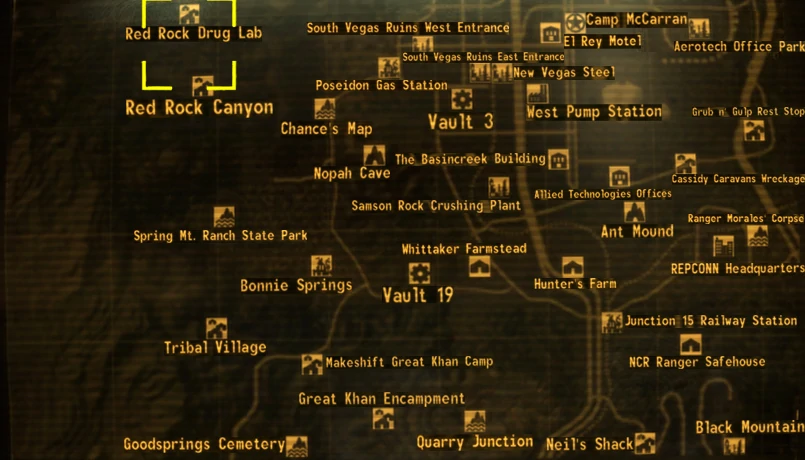 Camp McCarran
South Vegas Ruins West Entrance
Red Rock Drug Lab
El Rey Motel
Aerotech Office Park
South Vegas Ruins East Entrance
New Vegas Steel
Poseidon Gas Station
Red Rock Canyon
West Pump Station
Grub n' Gulp Rest Stop
Vault 3
Chance's Map
The Basincreek Building
Nopah Cave
Cassidy Caravans Wreckage
Allied Technologies Offices
Samson Rock Crushing Plant
Ranger Morales' Corpse
Ant Mound
Spring Mt. Ranch State Park
Whittaker Farmstead
REPCONN Headquarters
Bonnie Springs
Hunter's Farm
Vault 19
Junction 15 Railway Station
Tribal Village
Makeshift Great Khan Camp
NCR Ranger Safehouse
Great Khan Encampment
Black Mountain
Goodsprings Cemetery
Quarry Junction
Neil's Shack